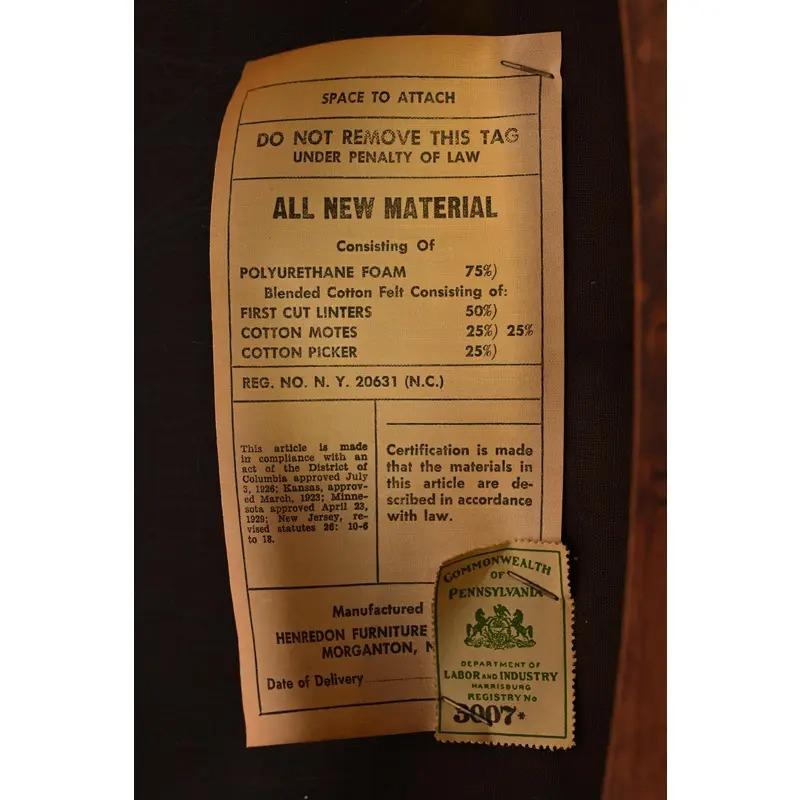 SPACE TO ATTACH
DO NOT REMOVE THIS TAG
UNDER PENALTY OF LAW
ALL NEW MATERIAL
Consisting Of
POLYURETHANE FOAM 75%)
Blended Cotton Felt Consisting of:
FIRST CUT LINTERS 50%)
COTTON MOTES 25%) 25%
COTTON PICKER 25%)
REG. NO. N. Y. 20631 (N.C.)
This article is made
in compliance with an
act of the District of
Columbia approved July
3, 1926; Kansas, approv-
ed March, 1923; Minne-
sota approved April 23,
1929; New Jersey, re-
vised statutes 26: 10-6
to 18.
Certification is made
that the materials in
this article are de-
scribed in accordance
with law.
Manufactured
HENREDON FURNITURE
MORGANTON, N
Date of Delivery
COMMONWEALTH
OF
PENNSYLVANIA
DEPARTMENT OF
LABOR AND INDUSTRY
HARRISBURG
REGISTRY No